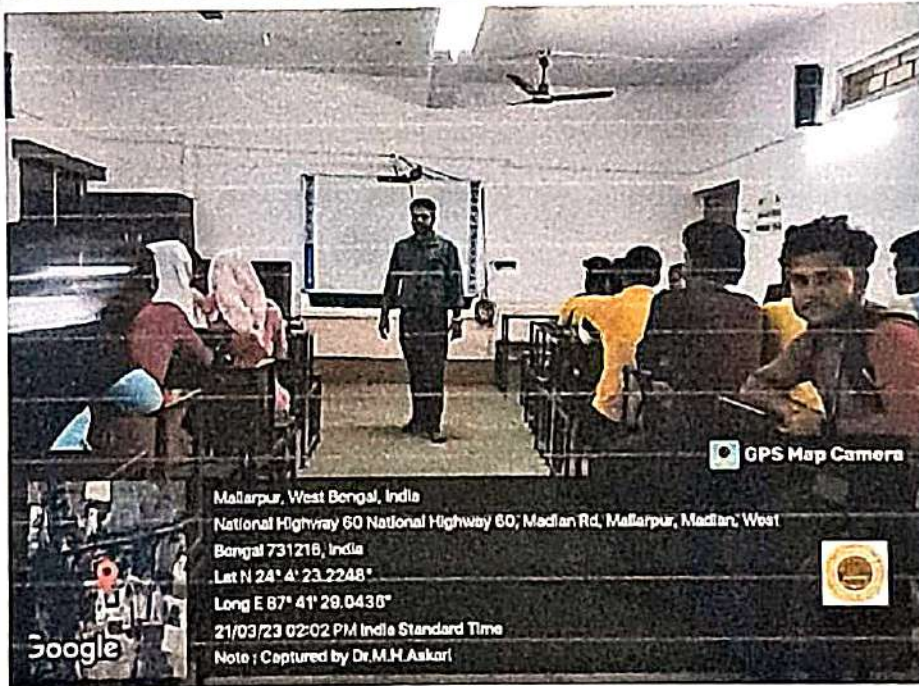 GPS Map Camera
Mallarpur, West Bengal, India
National Highway 60 National Highway 60, Madian Rd, Mallarpur, Madian, West
Bengal 731216, India
Lat N 24° 4' 23.2248"
Long E 87° 41' 29.0436"
21/03/23 02:02 PM India Standard Time
Note : Captured by Dr.M.H.Askari
Google